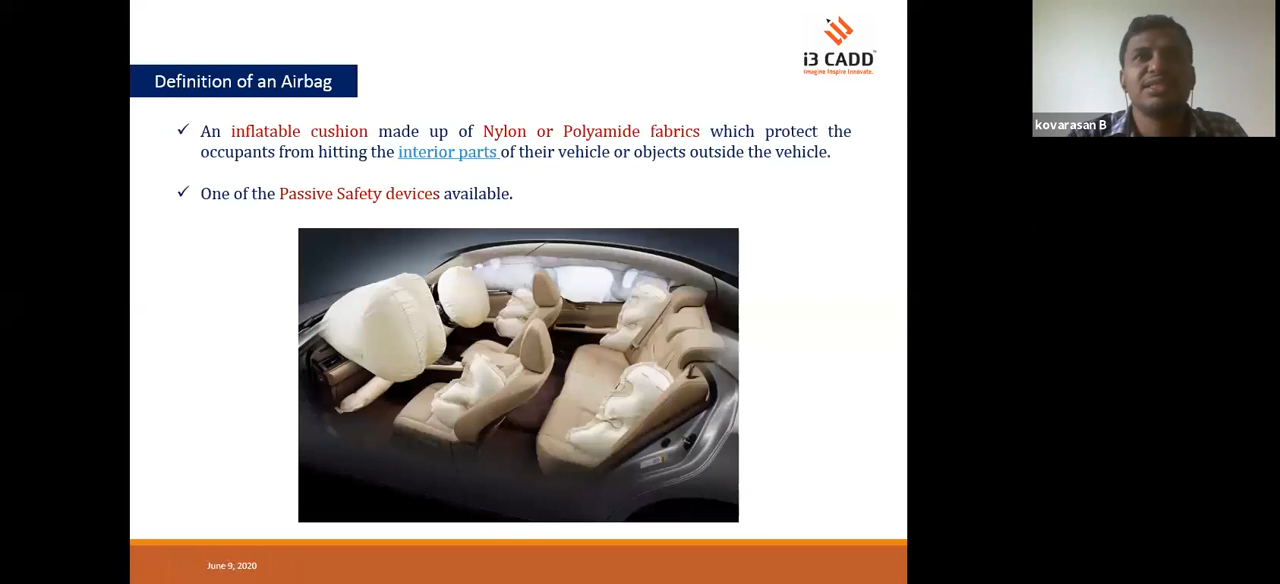 i3 CADD
Imagine Inspire Innovate.
Definition of an Airbag
✓ An inflatable cushion made up of Nylon or Polyamide fabrics which protect the
occupants from hitting the interior parts of their vehicle or objects outside the vehicle.
✓ One of the Passive Safety devices available.
June 9, 2020
kovarasan B